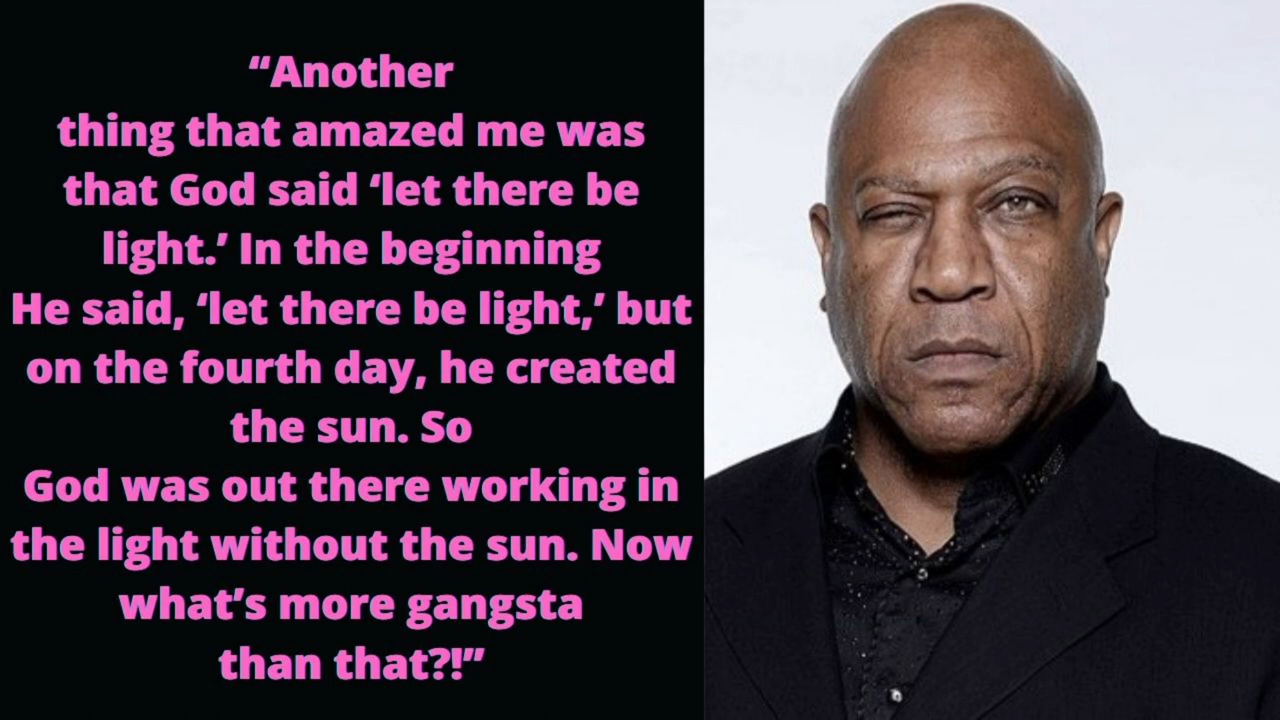 “Another
thing that amazed me was
that God said ‘let there be
light.’ In the beginning
He said, ‘let there be light,’ but
on the fourth day, he created
the sun. So
God was out there working in
the light without the sun. Now
what’s more gangsta
than that?!”